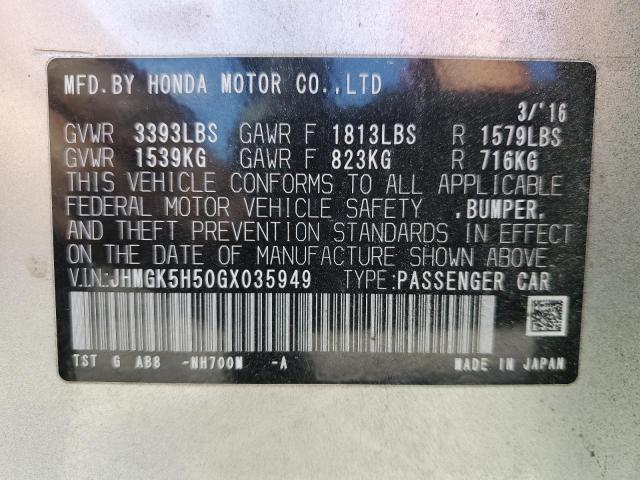 MFD.BY HONDA MOTOR CO.,LTD
3/'16
GVWR 3393LBS GAWR F 1813LBS R 1579LBS
GVWR 1539KG GAWR F 823KG R 716KG
THIS VEHICLE CONFORMS TO ALL APPLICABLE
FEDERAL MOTOR VEHICLE SAFETY ,BUMPER,
AND THEFT PREVENTION STANDARDS IN EFFECT
ON THE DATE OF MANUFACTURE SHOWN ABOVE
V.I.N.:JHMGK5H50GX035949 TYPE:PASSENGER CAR
TST G AB8 -NH700M -A MADE IN JAPAN